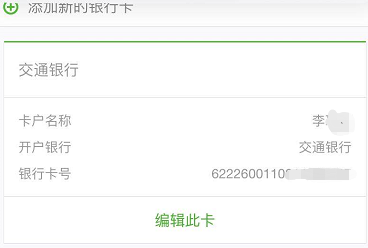 添加新的银行卡
交通银行
卡户名称 李
开户银行 交通银行
银行卡号 6222600110
编辑此卡